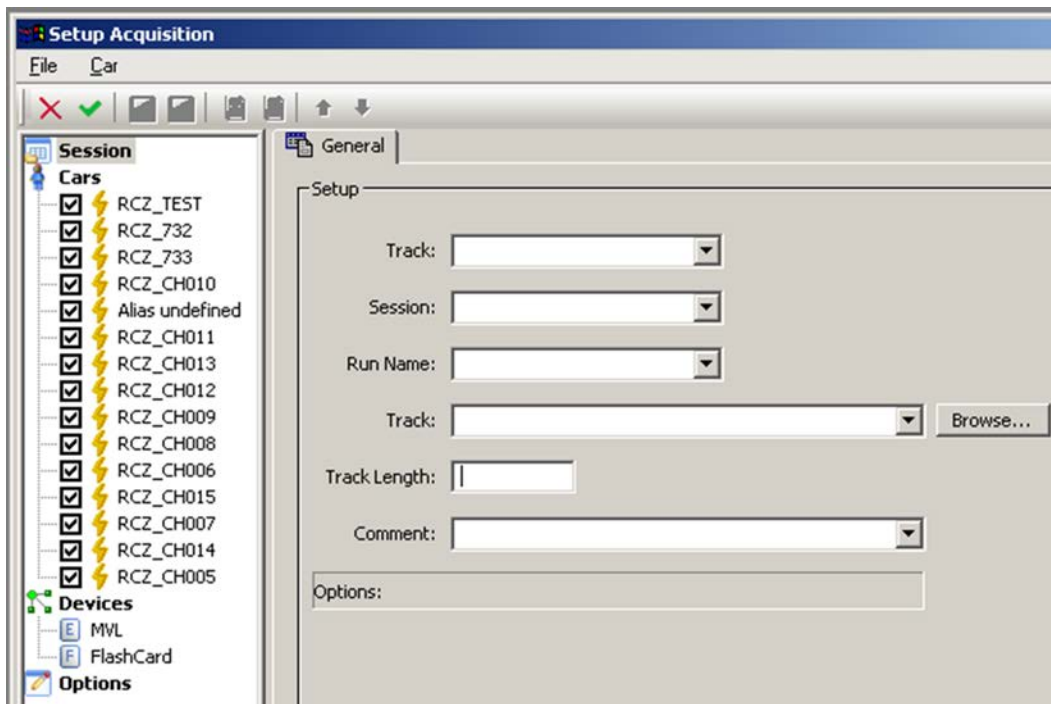 Setup Acquisition
File Car
Session
Cars
RCZ_TEST
RCZ_732
RCZ_733
RCZ_CH010
Alias undefined
RCZ_CH011
RCZ_CH013
RCZ_CH012
RCZ_CH009
RCZ_CH008
RCZ_CH006
RCZ_CH015
RCZ_CH007
RCZ_CH014
RCZ_CH005
Devices
E MVL
F FlashCard
Options
General
Setup
Track:
Session:
Run Name:
Track:
Browse...
Track Length:
Comment:
Options: